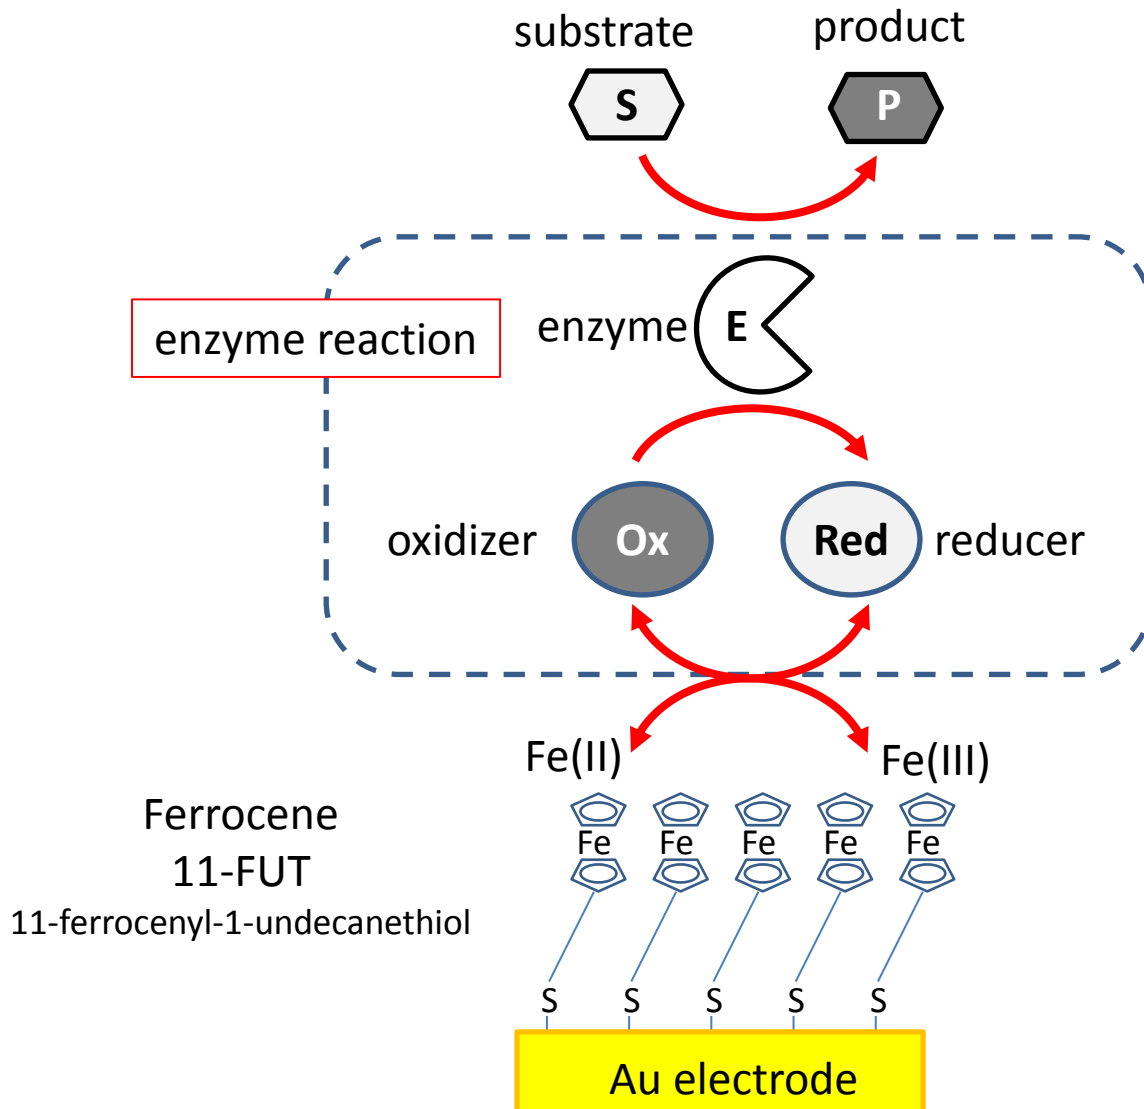 substrate
product
S
P
enzyme reaction
enzyme
E
oxidizer
Ox
Red
reducer
Fe(II)
Fe(III)
Ferrocene
11-FUT
11-ferrocenyl-1-undecanethiol
Fe Fe Fe Fe Fe
S S S S S
Au electrode